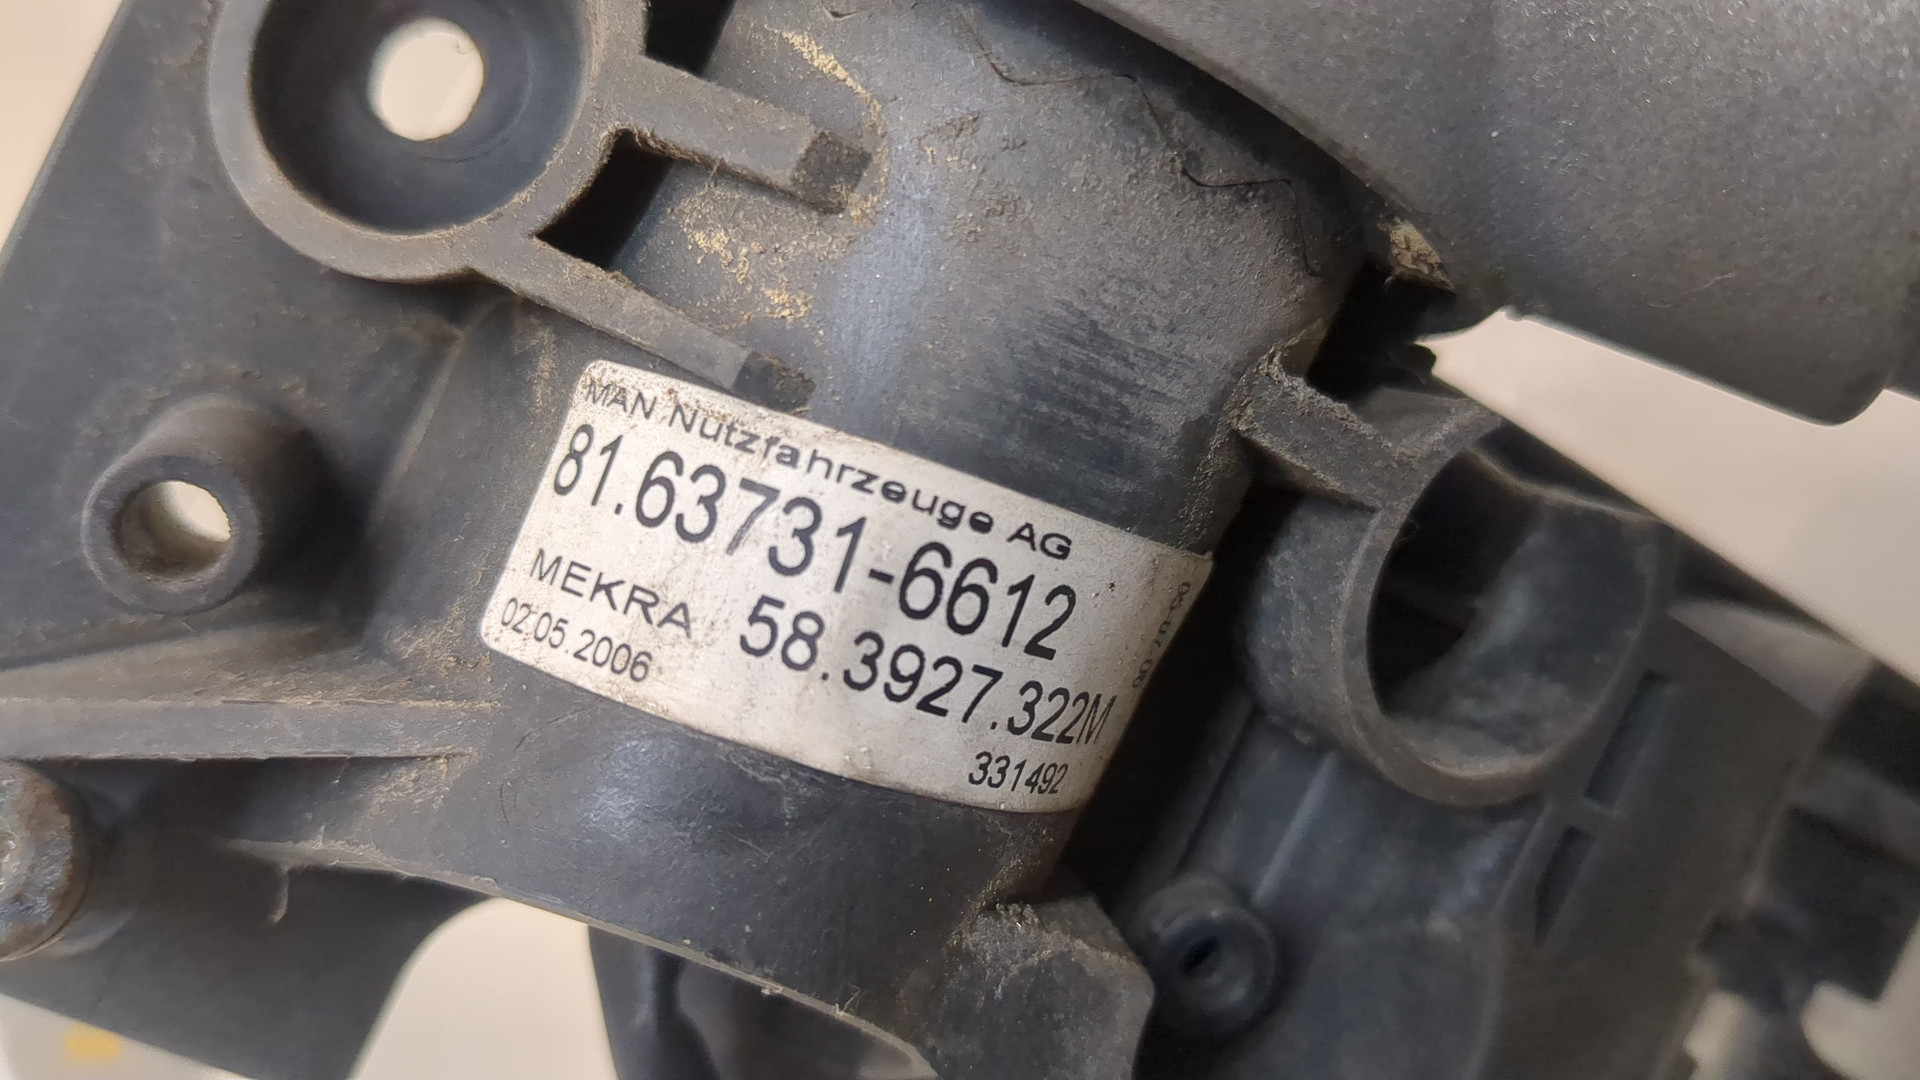 MAN Nutzfahrzeuge AG
81.63731-6612
MEKRA 58.3927.322M
02.05.2006
331492